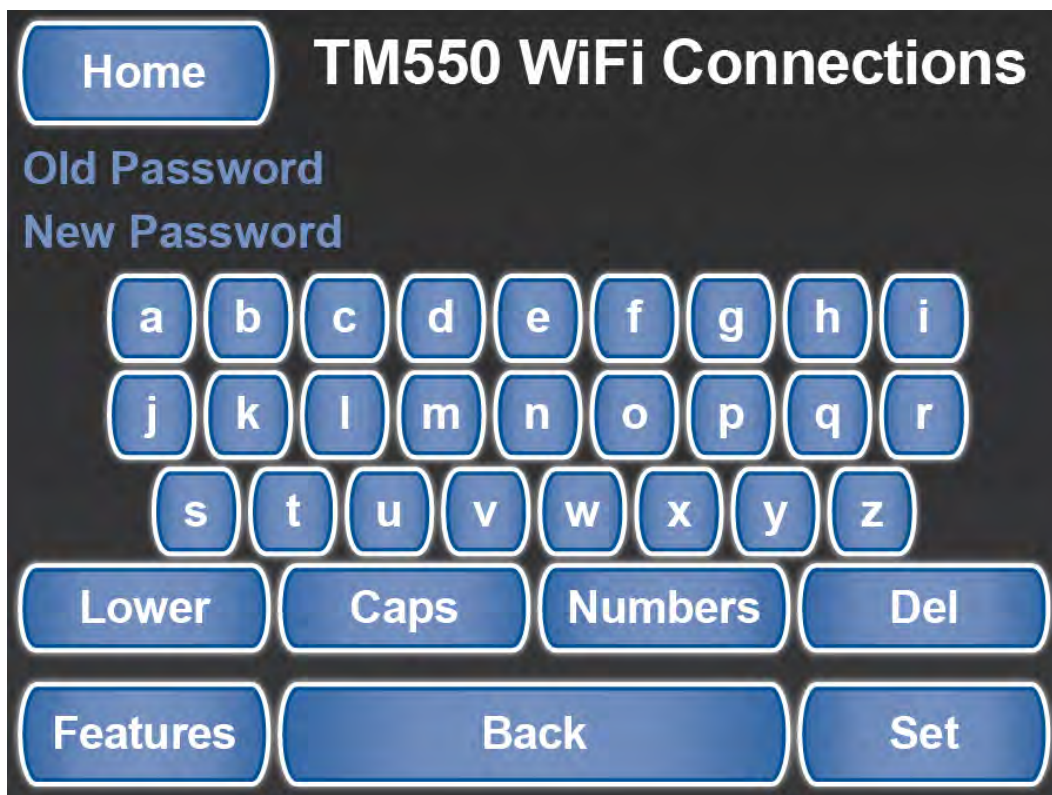 Home TM550 WiFi Connections
Old Password
New Password
a b c d e f g h i
j k l m n o p q r
s t u v w x y z
Lower Caps Numbers Del
Features Back Set